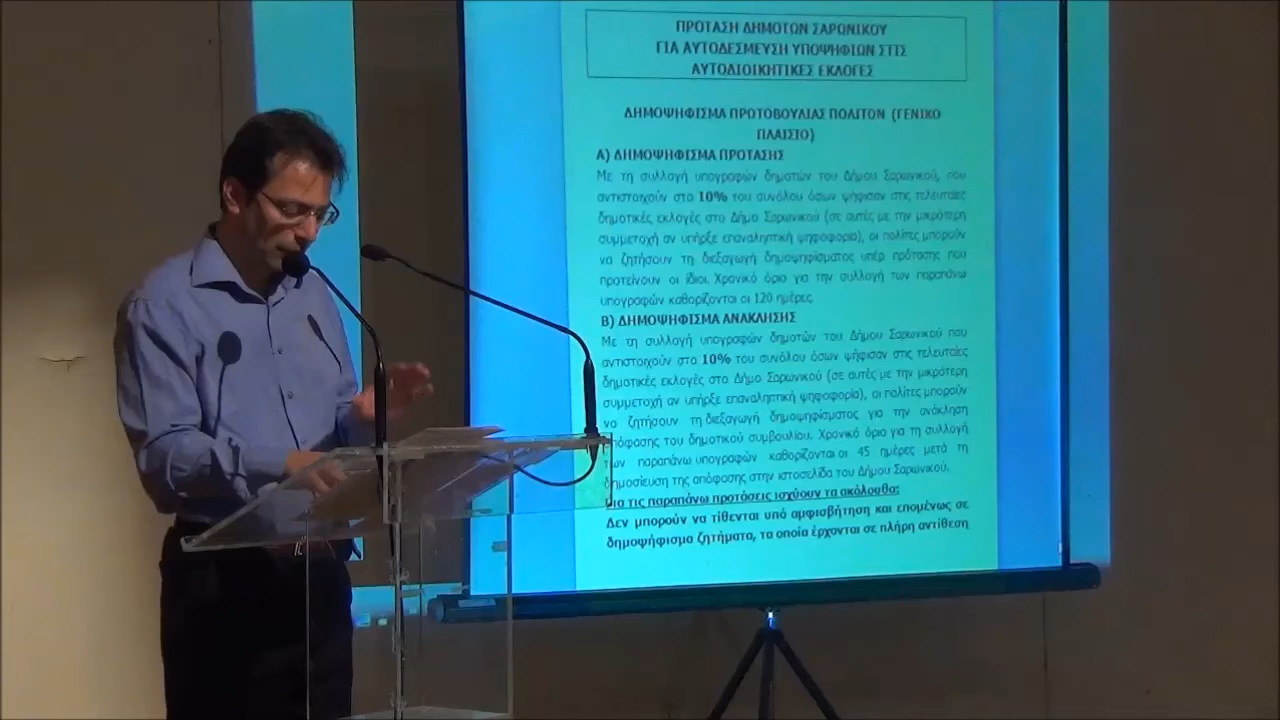 ΠΡΟΤΑΣΗ ΔΗΜΟΤΩΝ ΣΑΡΩΝΙΚΟΥ
ΓΙΑ ΑΥΤΟΔΕΣΜΕΥΣΗ ΥΠΟΨΗΦΙΩΝ ΣΤΙΣ
ΑΥΤΟΔΙΟΙΚΗΤΙΚΕΣ ΕΚΛΟΓΕΣ
ΔΗΜΟΨΗΦΙΣΜΑ ΠΡΩΤΟΒΟΥΛΙΑΣ ΠΟΛΙΤΩΝ (ΓΕΝΙΚΟ
ΠΛΑΙΣΙΟ)
Α) ΔΗΜΟΨΗΦΙΣΜΑ ΠΡΟΤΑΣΗΣ
Με τη συλλογή υπογραφών δημοτών του Δήμου Σαρωνικού, που
αντιστοιχούν στο 10% του συνόλου όσων ψήφισαν στις τελευταίες
δημοτικές εκλογές στο Δήμο Σαρωνικού (σε αυτές με την μικρότερη
συμμετοχή αν υπήρξε επαναληπτική ψηφοφορία), οι πολίτες μπορούν
να ζητήσουν τη διεξαγωγή δημοψηφίσματος υπέρ πρότασης που
προτείνουν οι ίδιοι. Χρονικό όριο για την συλλογή των παραπάνω
υπογραφών καθορίζονται οι 120 ημέρες.
Β) ΔΗΜΟΨΗΦΙΣΜΑ ΑΝΑΚΛΗΣΗΣ
Με τη συλλογή υπογραφών δημοτών του Δήμου Σαρωνικού που
αντιστοιχούν στο 10% του συνόλου όσων ψήφισαν στις τελευταίες
δημοτικές εκλογές στο Δήμο Σαρωνικού (σε αυτές με την μικρότερη
συμμετοχή αν υπήρξε επαναληπτική ψηφοφορία), οι πολίτες μπορούν
να ζητήσουν τη διεξαγωγή δημοψηφίσματος για την ανάκληση
απόφασης του δημοτικού συμβουλίου. Χρονικό όριο για τη συλλογή
των παραπάνω υπογραφών καθορίζονται οι 45 ημέρες μετά τη
δημοσίευση της απόφασης στην ιστοσελίδα του Δήμου Σαρωνικού.
Για τις παραπάνω προτάσεις ισχύουν τα ακόλουθα:
Δεν μπορούν να τίθενται υπό αμφισβήτηση και επομένως σε
δημοψήφισμα ζητήματα, τα οποία έρχονται σε πλήρη αντίθεση